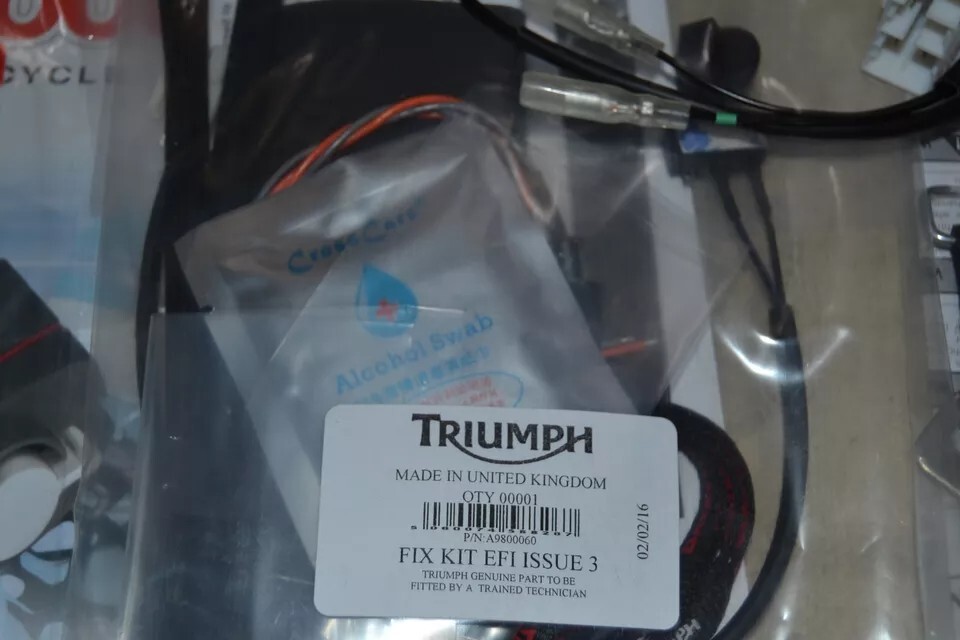 CYCLE
CrossCare
Alcohol Swab
TRIUMPH
MADE IN UNITED KINGDOM
QTY 00001
P/N: A9800060
FIX KIT EFI ISSUE 3
TRIUMPH GENUINE PART TO BE
FITTED BY A TRAINED TECHNICIAN
02/02/16